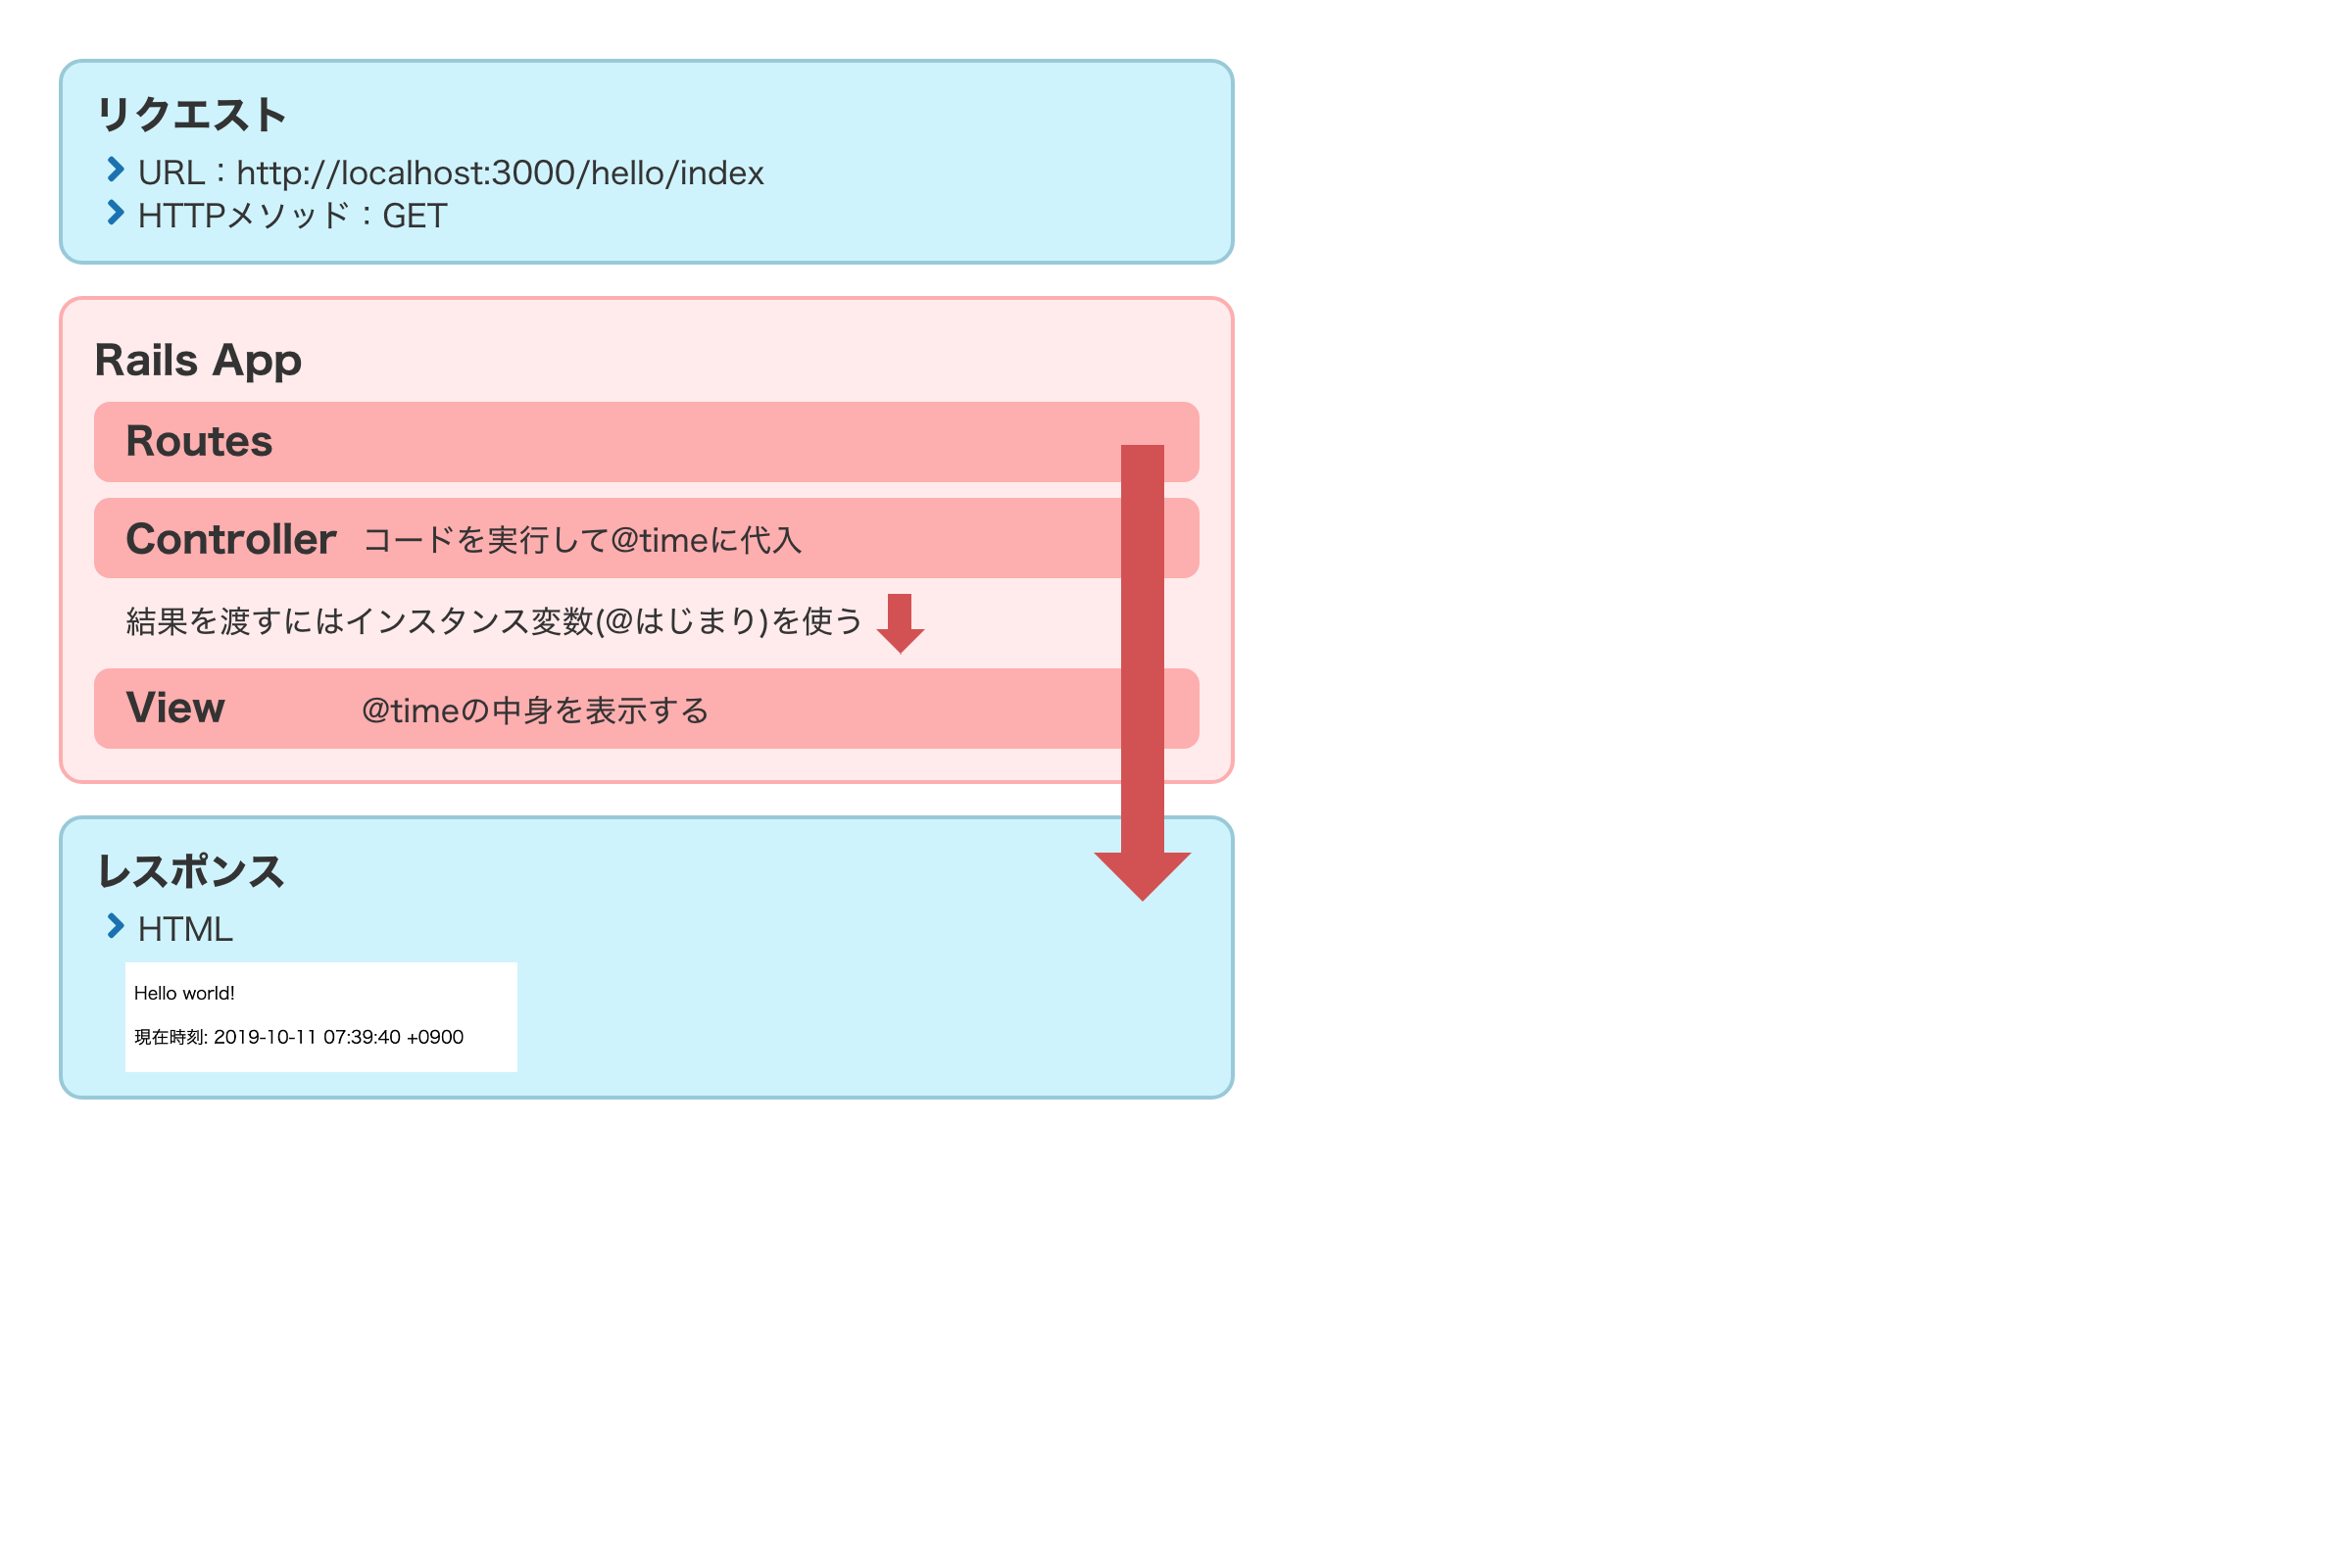 リクエスト
URL：http://localhost:3000/hello/index
HTTPメソッド：GET
Rails App
Routes
Controller コードを実行して@timeに代入
結果を渡すにはインスタンス変数(@はじまり)を使う
View @timeの中身を表示する
レスポンス
HTML
Hello world!
現在時刻: 2019-10-11 07:39:40 +0900